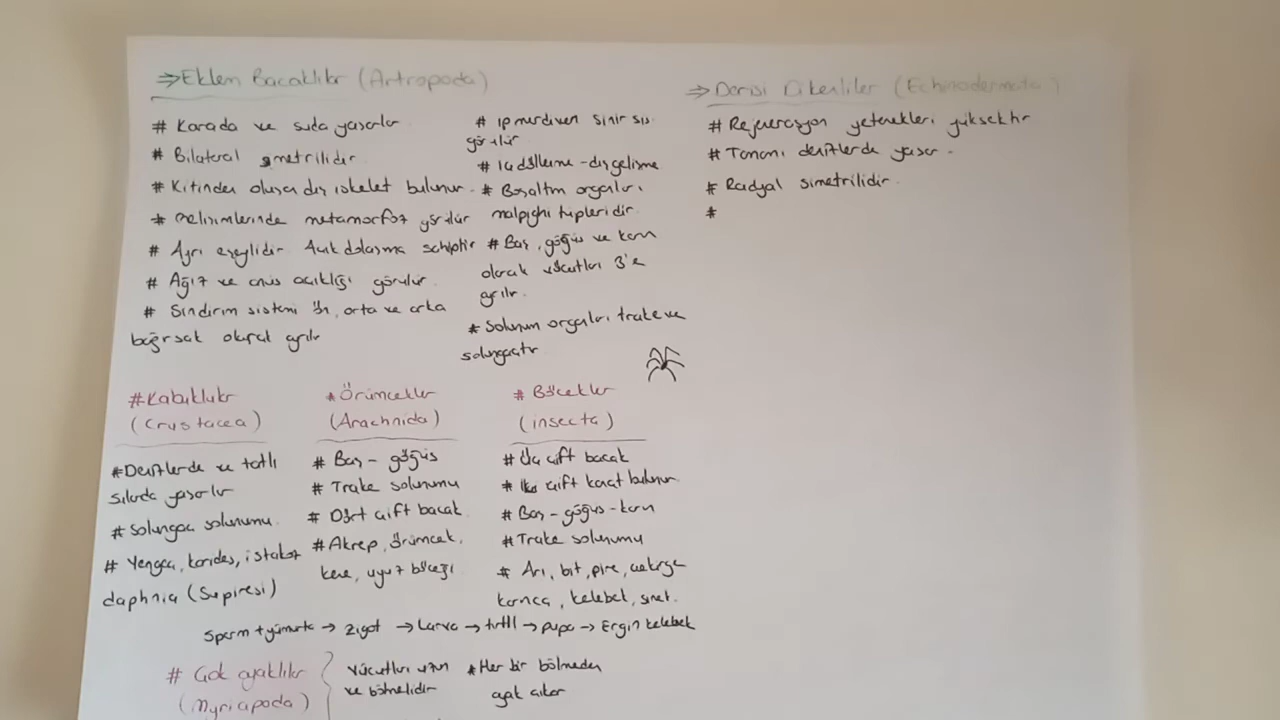 ⇒ Eklem Bacaklılar (Artropoda)
# Karada ve suda yaşarlar
# Bilateral simetrilidir
# Kitinden oluşan dış iskelet bulunur.
# Gelişimlerinde metamorfoz görülür
# Ayrı eşeylidir. Açık dolaşıma sahiptir
# Ağız ve anüs açıklığı görülür.
# Sindirim sistemi ön, orta ve arka
bağırsak olarak ayrılır
# ip merdiven sinir sis.
görülür
# iç dölleme - dış gelişme
# Boşaltım organları
malpighi tüpleridir.
# Baş, göğüs ve karın
olarak vücutları 3'e
ayrılır.
# Solunum organları trake ve
solungaçtır
⇒ Derisi Dikenliler (Echinodermata)
# Rejenerasyon yetenekleri yüksektir
# Tamamı denizlerde yaşar.
# Radyal simetrilidir.
#
# Kabuklular
(Crustacea)
# Denizlerde ve tatlı
sularda yaşarlar
# Solungaç solunumu.
# Yengeç, karides, istakoz
daphnia (Su piresi)
# Örümcekler
(Arachnida)
# Baş - göğüs
# Trake solunumu
# Dört çift bacak
# Akrep, örümcek,
kene, uyuz böceği
# Böcekler
(insecta)
# Üç çift bacak
# İki çift kanat bulunur.
# Baş - göğüs - karın
# Trake solunumu
# Arı, bit, pire, çekirge
karınca, kelebek, sinek.
Sperm + yumurta → Zigot → Larva → tırtıl → pupa → Ergin kelebek
# Çok ayaklılar
(Myriapoda)
Vücutları uzun
ve bölmelidir
# Her bir bölmeden
ayak çıkar